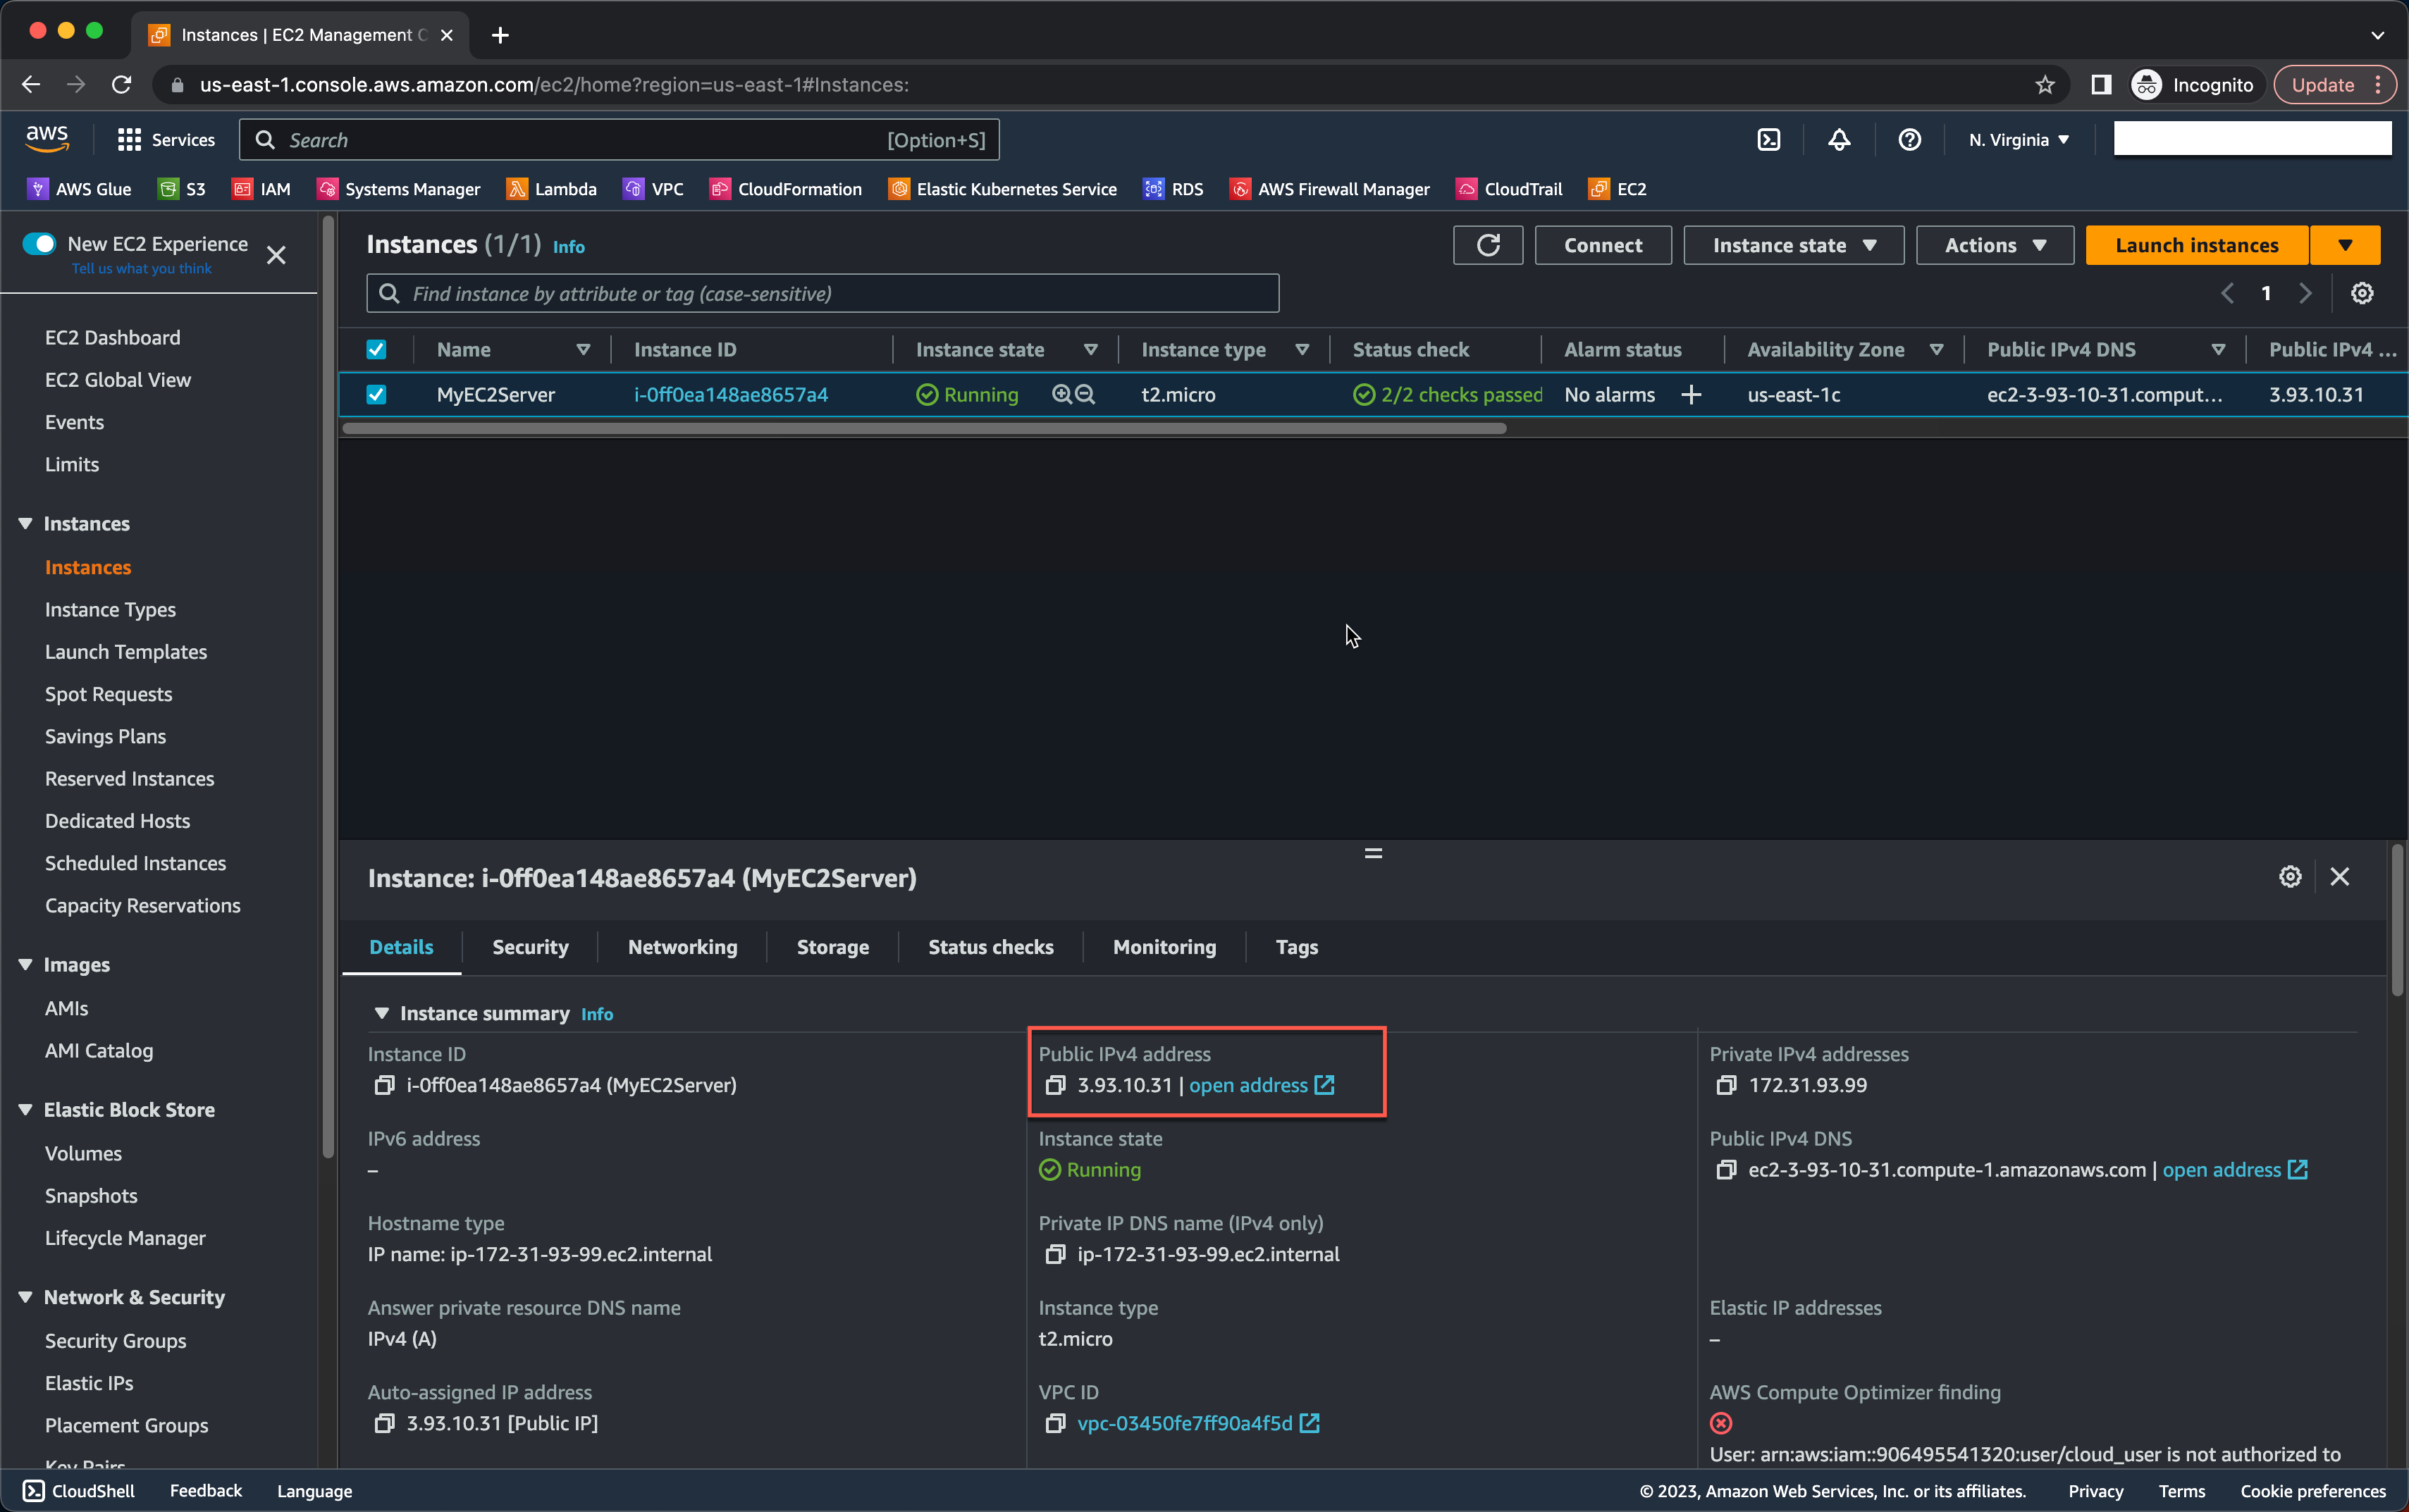 Instances | EC2 Management C
us-east-1.console.aws.amazon.com/ec2/home?region=us-east-1#Instances:
Incognito
Update
aws
Services
Search
[Option+S]
N. Virginia
AWS Glue
S3
IAM
Systems Manager
Lambda
VPC
CloudFormation
Elastic Kubernetes Service
RDS
AWS Firewall Manager
CloudTrail
EC2
New EC2 Experience
Tell us what you think
EC2 Dashboard
EC2 Global View
Events
Limits
Instances
Instances
Instance Types
Launch Templates
Spot Requests
Savings Plans
Reserved Instances
Dedicated Hosts
Scheduled Instances
Capacity Reservations
Images
AMIs
AMI Catalog
Elastic Block Store
Volumes
Snapshots
Lifecycle Manager
Network & Security
Security Groups
Elastic IPs
Placement Groups
Key Pairs
Instances (1/1) Info
Connect
Instance state
Actions
Launch instances
Find instance by attribute or tag (case-sensitive)
1
Name
Instance ID
Instance state
Instance type
Status check
Alarm status
Availability Zone
Public IPv4 DNS
Public IPv4 ...
MyEC2Server
i-0ff0ea148ae8657a4
Running
t2.micro
2/2 checks passed
No alarms
us-east-1c
ec2-3-93-10-31.comput...
3.93.10.31
Instance: i-0ff0ea148ae8657a4 (MyEC2Server)
Details
Security
Networking
Storage
Status checks
Monitoring
Tags
Instance summary Info
Instance ID
i-0ff0ea148ae8657a4 (MyEC2Server)
Public IPv4 address
3.93.10.31 | open address
Private IPv4 addresses
172.31.93.99
IPv6 address
–
Instance state
Running
Public IPv4 DNS
ec2-3-93-10-31.compute-1.amazonaws.com | open address
Hostname type
IP name: ip-172-31-93-99.ec2.internal
Private IP DNS name (IPv4 only)
ip-172-31-93-99.ec2.internal
Answer private resource DNS name
IPv4 (A)
Instance type
t2.micro
Elastic IP addresses
–
Auto-assigned IP address
3.93.10.31 [Public IP]
VPC ID
vpc-03450fe7ff90a4f5d
AWS Compute Optimizer finding
User: arn:aws:iam::906495541320:user/cloud_user is not authorized to
CloudShell
Feedback
Language
© 2023, Amazon Web Services, Inc. or its affiliates.
Privacy
Terms
Cookie preferences